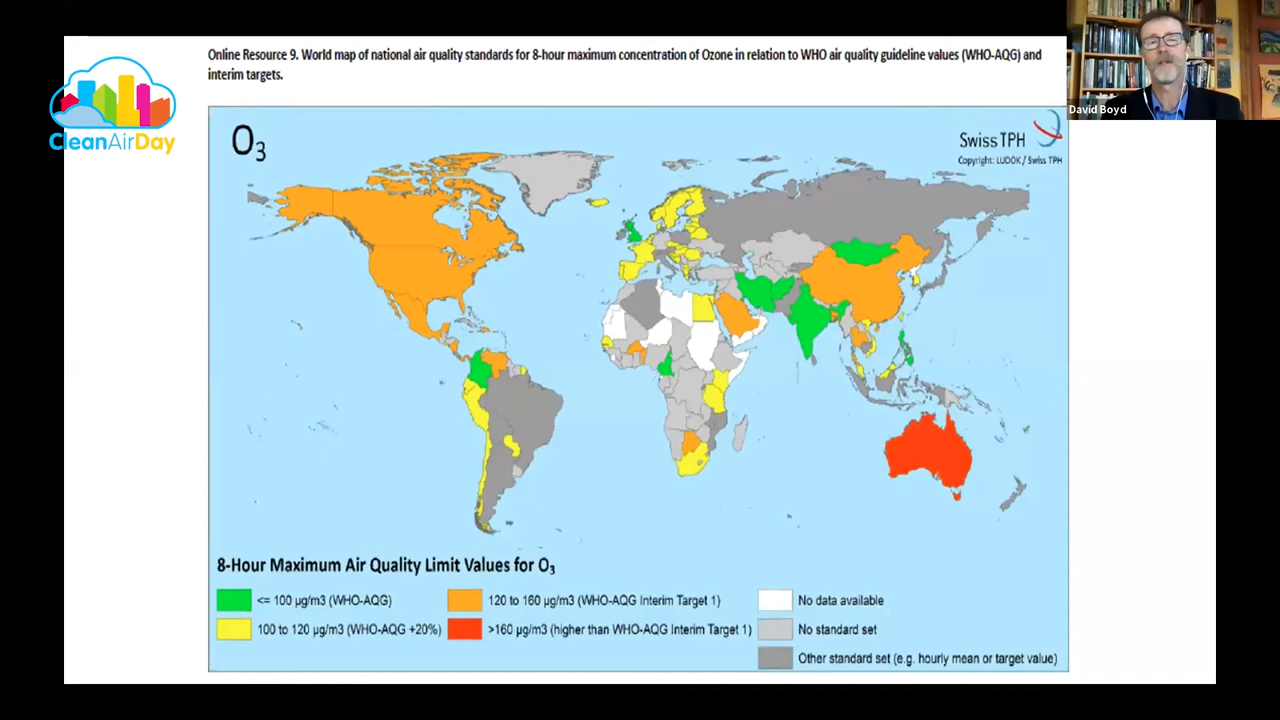 Online Resource 9. World map of national air quality standards for 8-hour maximum concentration of Ozone in relation to WHO air quality guideline values (WHO-AQG) and
interim targets.
CleanAirDay
David Boyd
O3
Swiss TPH
Copyright: LUDOK / Swiss TPH
8-Hour Maximum Air Quality Limit Values for O3
<= 100 µg/m3 (WHO-AQG)
120 to 160 µg/m3 (WHO-AQG Interim Target 1)
No data available
100 to 120 µg/m3 (WHO-AQG +20%)
>160 µg/m3 (higher than WHO-AQG Interim Target 1)
No standard set
Other standard set (e.g. hourly mean or target value)